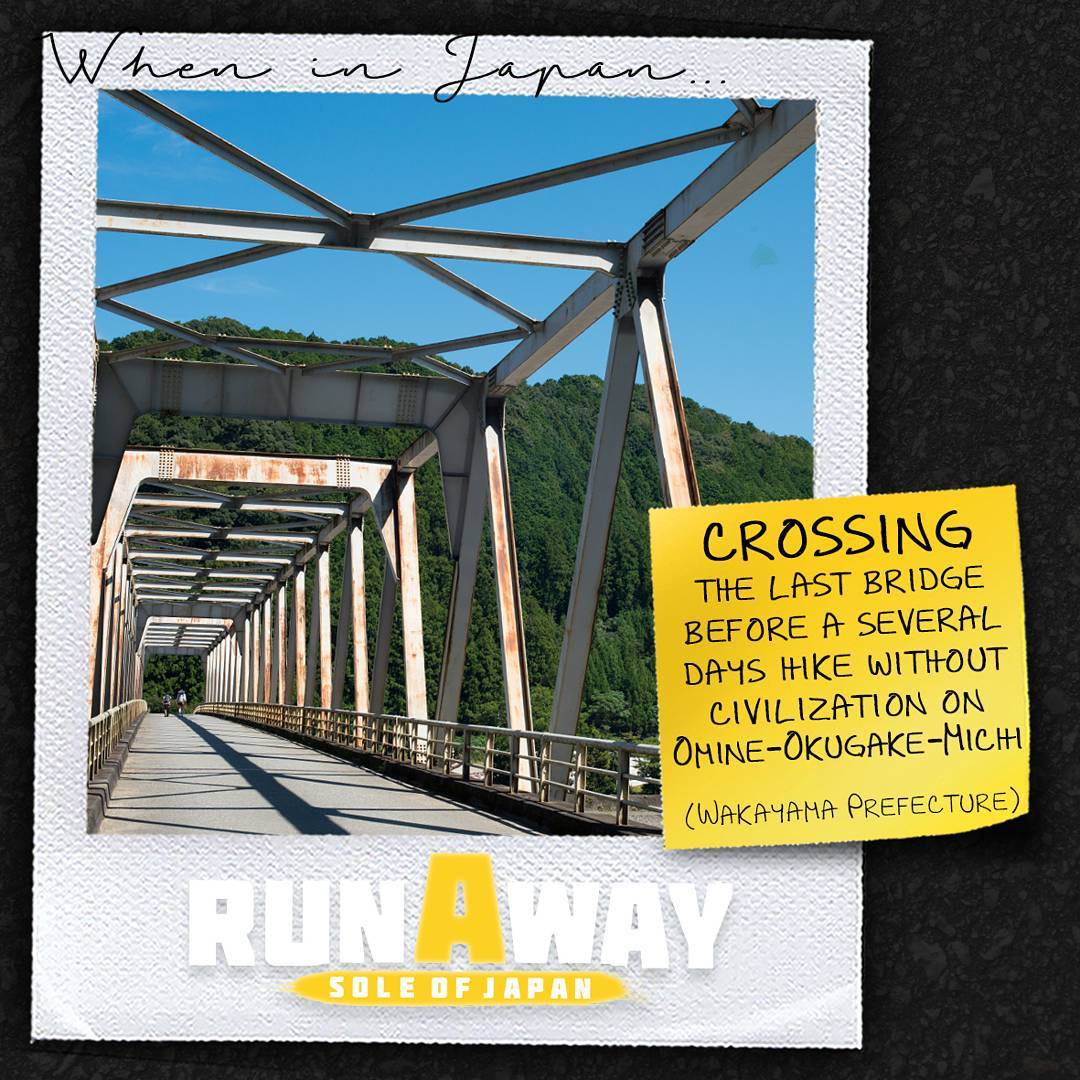 When in Japan...
CROSSING
THE LAST BRIDGE
BEFORE A SEVERAL
DAYS HIKE WITHOUT
CIVILIZATION ON
OMINE-OKUGAKE-MICHI
(WAKAYAMA PREFECTURE)
RUNAWAY
SOLE OF JAPAN